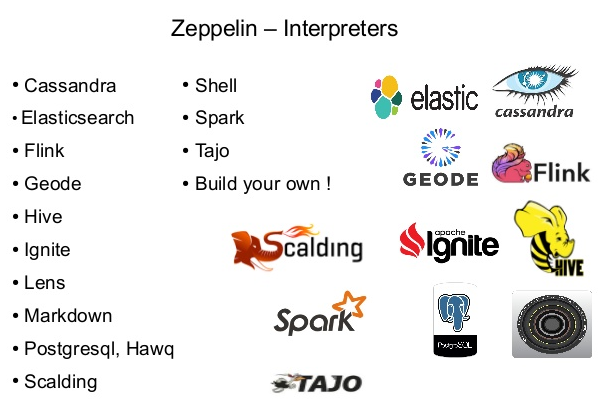 Zeppelin – Interpreters
• Cassandra
• Elasticsearch
• Flink
• Geode
• Hive
• Ignite
• Lens
• Markdown
• Postgresql, Hawq
• Scalding
• Shell
• Spark
• Tajo
• Build your own !
elastic
cassandra
GEODE
Flink
Scalding
apache
Ignite
HIVE
Spark
PostgreSQL
TAJO